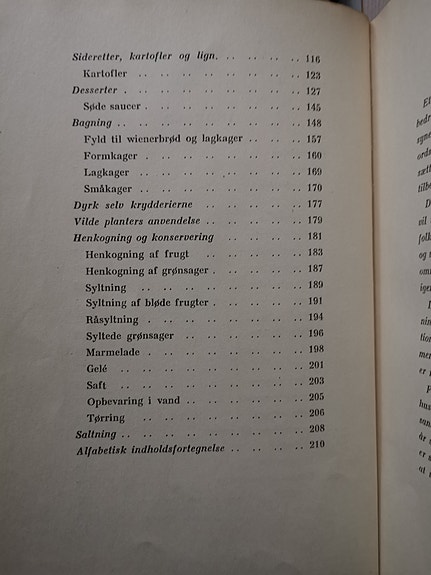 Sideretter, kartofler og lign. .. .. .. .. .. 116
Kartofler .. .. .. .. .. .. .. .. .. 123
Desserter .. .. .. .. .. .. .. .. .. .. 127
Søde saucer .. .. .. .. .. .. .. .. .. 145
Bagning .. .. .. .. .. .. .. .. .. .. 148
Fyld til wienerbrød og lagkager .. .. .. .. 157
Formkager .. .. .. .. .. .. .. .. .. 160
Lagkager .. .. .. .. .. .. .. .. .. 169
Småkager .. .. .. .. .. .. .. .. .. 170
Dyrk selv krydderierne .. .. .. .. .. .. 177
Vilde planters anvendelse .. .. .. .. .. .. 179
Henkogning og konservering .. .. .. .. .. 181
Henkogning af frugt .. .. .. .. .. .. 183
Henkogning af grønsager .. .. .. .. .. 187
Syltning .. .. .. .. .. .. .. .. .. 189
Syltning af bløde frugter .. .. .. .. .. 191
Råsyltning .. .. .. .. .. .. .. .. .. 194
Syltede grønsager .. .. .. .. .. .. .. 196
Marmelade .. .. .. .. .. .. .. .. .. 198
Gelé .. .. .. .. .. .. .. .. .. .. 201
Saft .. .. .. .. .. .. .. .. .. .. 203
Opbevaring i vand .. .. .. .. .. .. .. 205
Tørring .. .. .. .. .. .. .. .. .. 206
Saltning .. .. .. .. .. .. .. .. .. .. 208
Alfabetisk indholdsfortegnelse .. .. .. .. .. 210